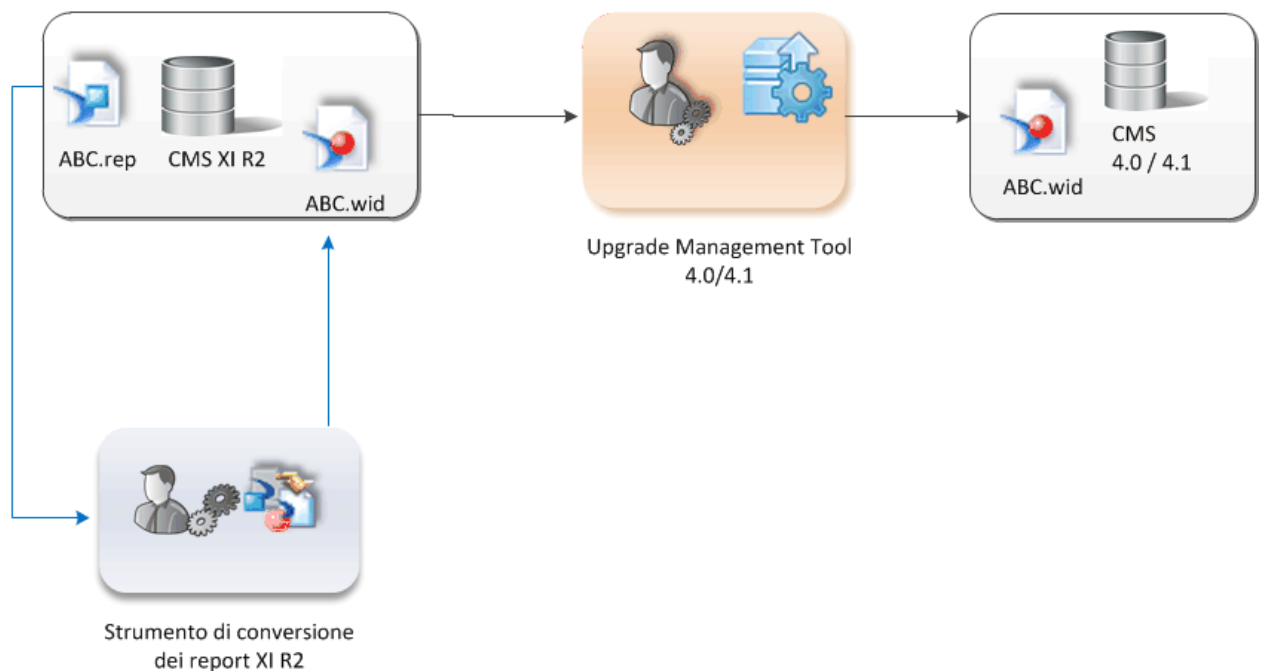 ABC.rep
CMS XI R2
ABC.wid
Upgrade Management Tool
4.0/4.1
ABC.wid
CMS
4.0 / 4.1
Strumento di conversione
dei report XI R2